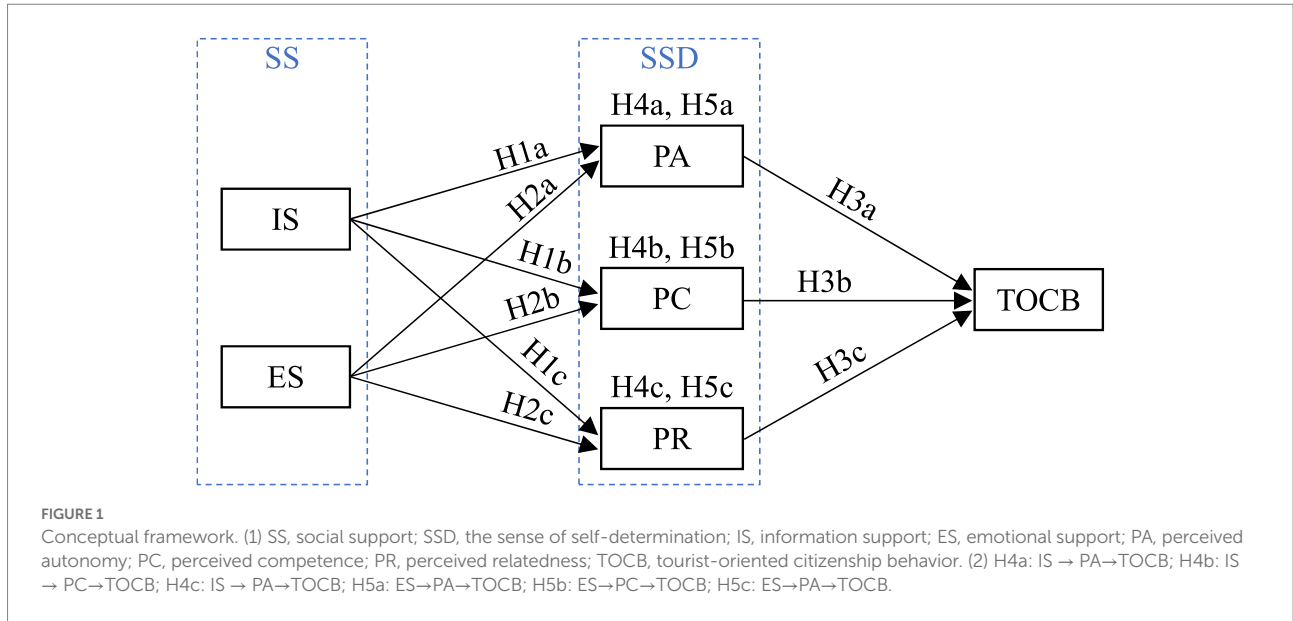 SS
SSD
H4a, H5a
PA
H1a
H2a
H3a
IS
H4b, H5b
H1b
PC
H3b
TOCB
H2b
ES
H1c
H4c, H5c
H3c
H2c
PR
FIGURE 1
Conceptual framework. (1) SS, social support; SSD, the sense of self-determination; IS, information support; ES, emotional support; PA, perceived
autonomy; PC, perceived competence; PR, perceived relatedness; TOCB, tourist-oriented citizenship behavior. (2) H4a: IS → PA→TOCB; H4b: IS
→ PC→TOCB; H4c: IS → PA→TOCB; H5a: ES→PA→TOCB; H5b: ES→PC→TOCB; H5c: ES→PA→TOCB.